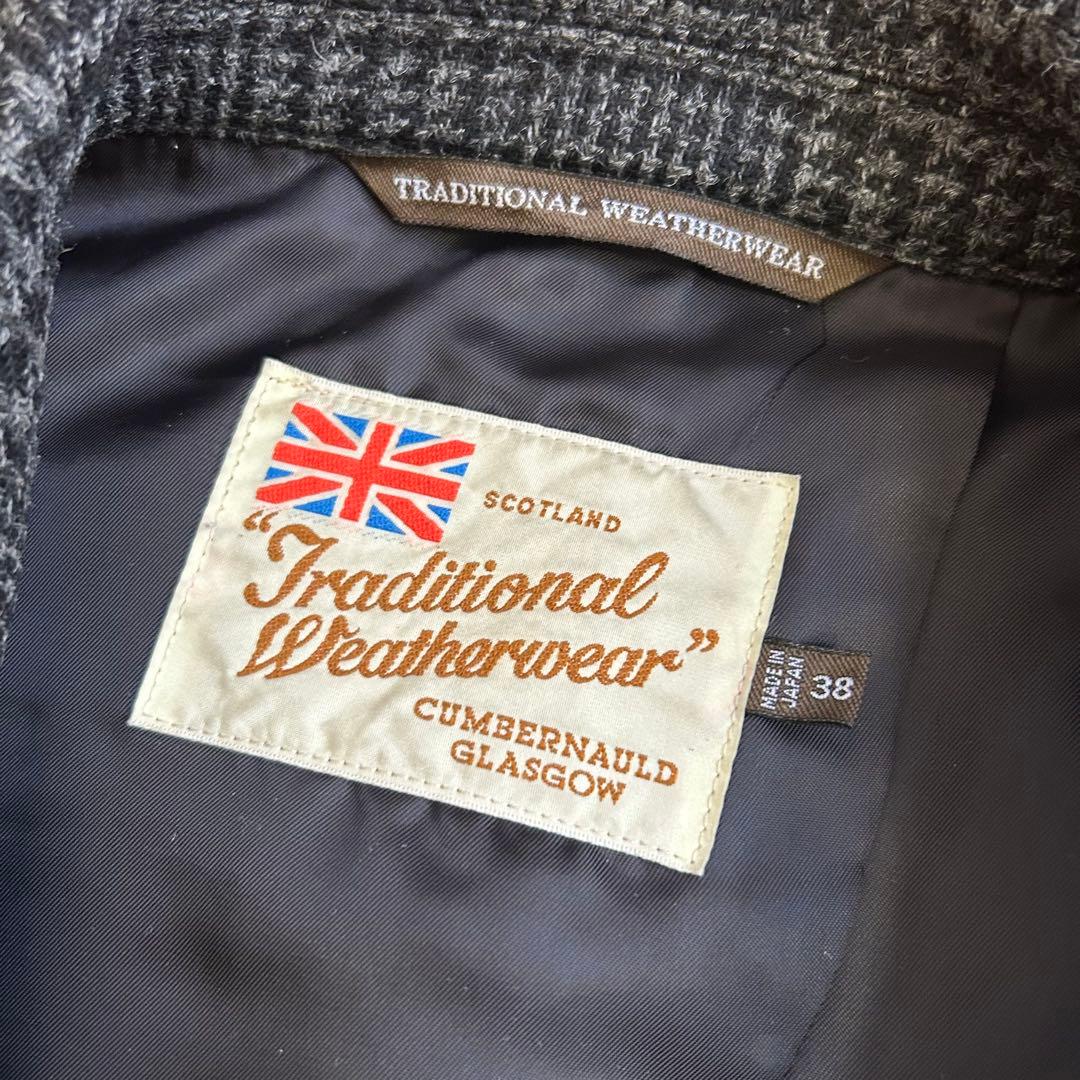 TRADITIONAL WEATHERWEAR
SCOTLAND
“Traditional
Weatherwear”
CUMBERNAULD
GLASGOW
MADE IN
JAPAN
38